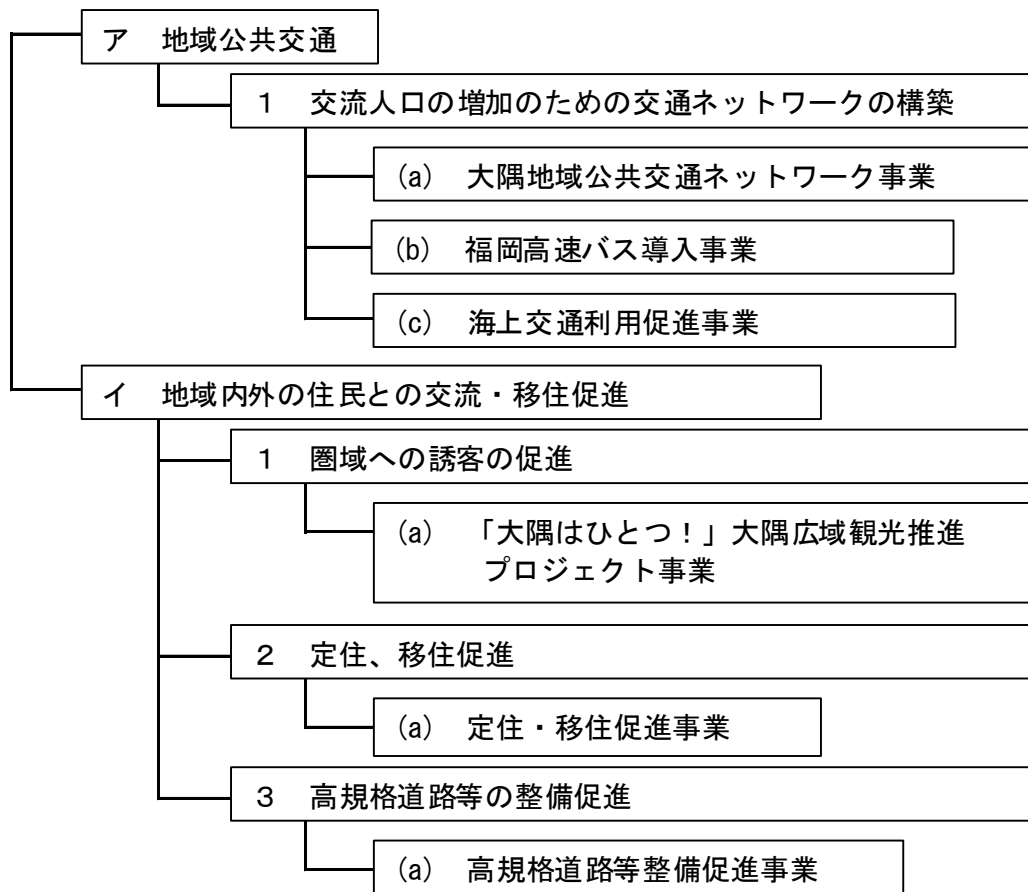 ア 地域公共交通
1 交流人口の増加のための交通ネットワークの構築
(a) 大隅地域公共交通ネットワーク事業
(b) 福岡高速バス導入事業
(c) 海上交通利用促進事業
イ 地域内外の住民との交流・移住促進
1 圏域への誘客の促進
(a) 「大隅はひとつ！」大隅広域観光推進
プロジェクト事業
2 定住、移住促進
(a) 定住・移住促進事業
3 高規格道路等の整備促進
(a) 高規格道路等整備促進事業